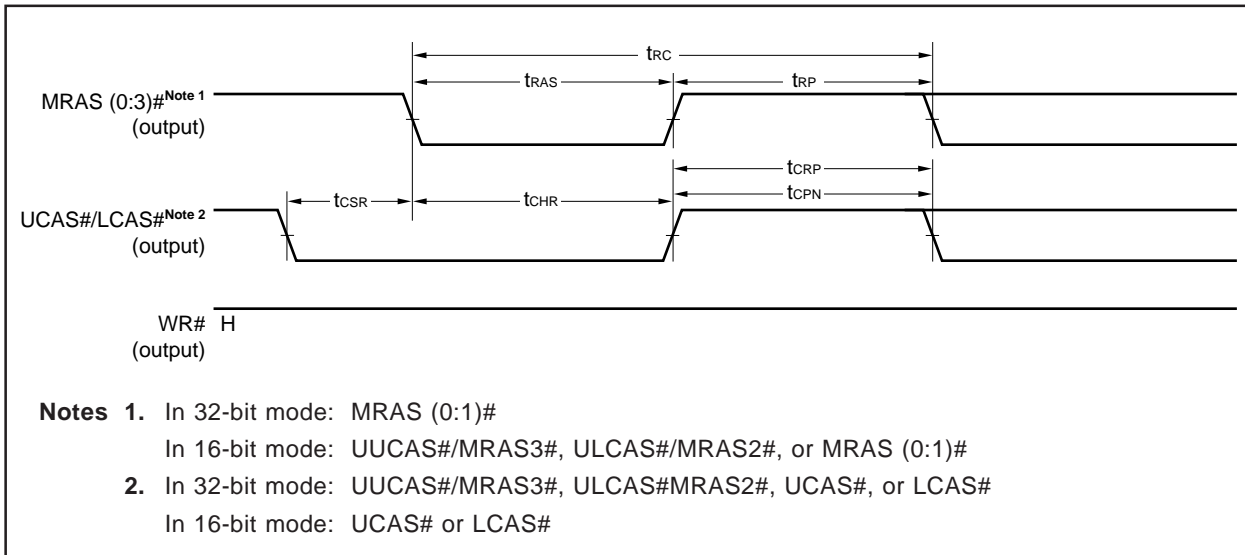 tRC
tRAS tRP
MRAS (0:3)#Note 1
(output)
tCRP
tCSR tCHR tCPN
UCAS#/LCAS#Note 2
(output)
WR# H
(output)
Notes 1. In 32-bit mode: MRAS (0:1)#
In 16-bit mode: UUCAS#/MRAS3#, ULCAS#/MRAS2#, or MRAS (0:1)#
2. In 32-bit mode: UUCAS#/MRAS3#, ULCAS#MRAS2#, UCAS#, or LCAS#
In 16-bit mode: UCAS# or LCAS#